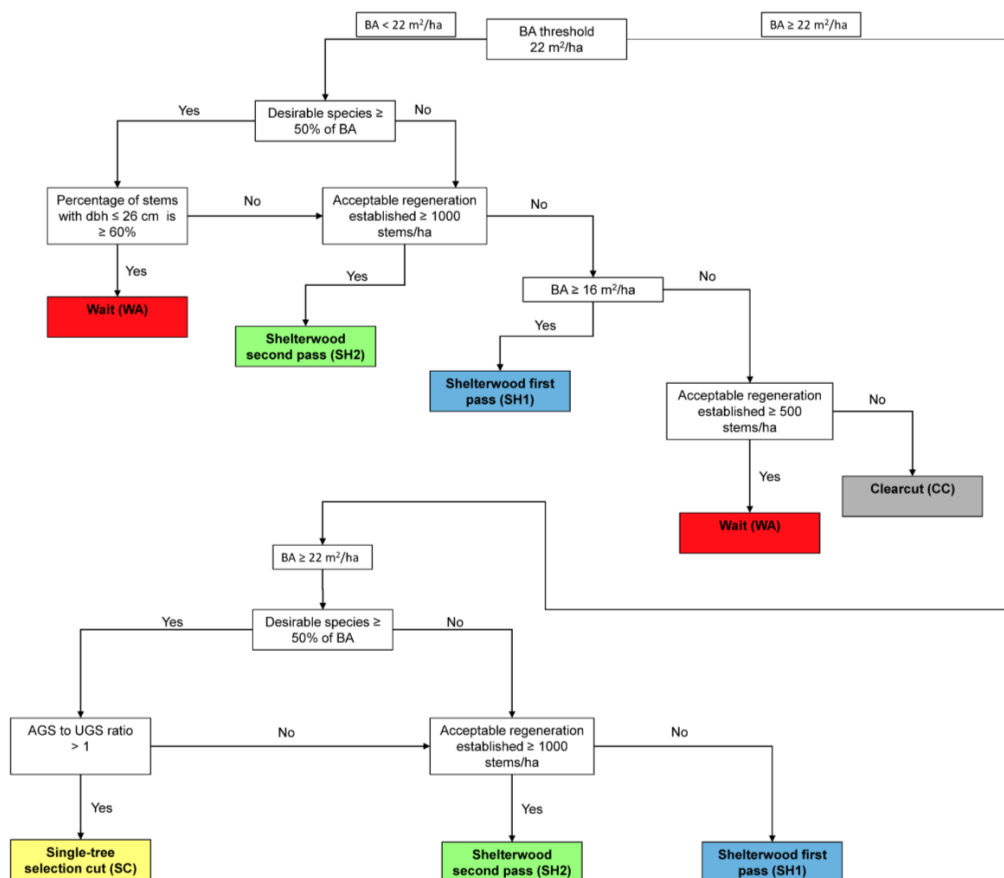 BA < 22 m²/ha
BA threshold
22 m²/ha
BA ≥ 22 m²/ha
Yes
Desirable species ≥
50% of BA
No
Percentage of stems
with dbh ≤ 26 cm is
≥ 60%
No
Acceptable regeneration
established ≥ 1000
stems/ha
No
Yes
Wait (WA)
Yes
Shelterwood
second pass (SH2)
BA ≥ 16 m²/ha
No
Yes
Shelterwood first
pass (SH1)
Acceptable regeneration
established ≥ 500
stems/ha
No
Yes
Clearcut (CC)
Wait (WA)
BA ≥ 22 m²/ha
Yes
Desirable species ≥
50% of BA
No
AGS to UGS ratio
> 1
No
Acceptable regeneration
established ≥ 1000
stems/ha
No
Yes
Yes
Single-tree
selection cut (SC)
Shelterwood
second pass (SH2)
Shelterwood first
pass (SH1)